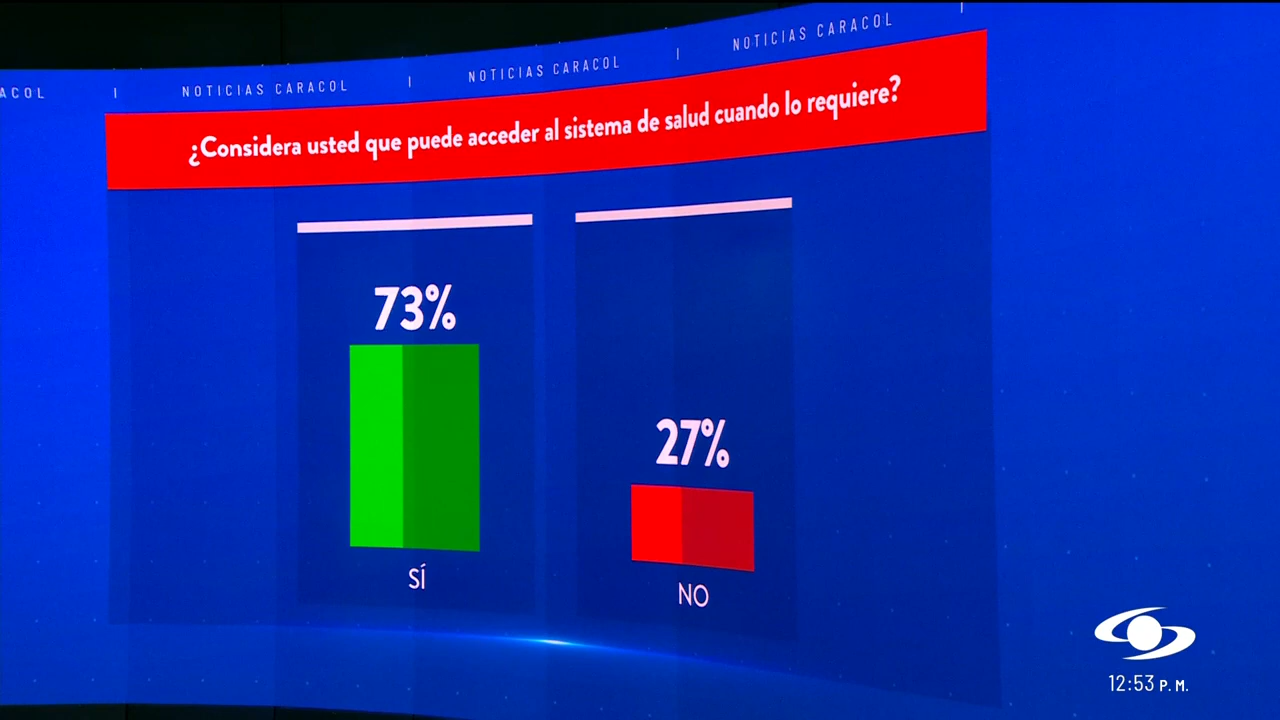 ACOL | NOTICIAS CARACOL | NOTICIAS CARACOL | NOTICIAS CARACOL |
¿Considera usted que puede acceder al sistema de salud cuando lo requiere?
73%
27%
SÍ
NO
12:53 P. M.